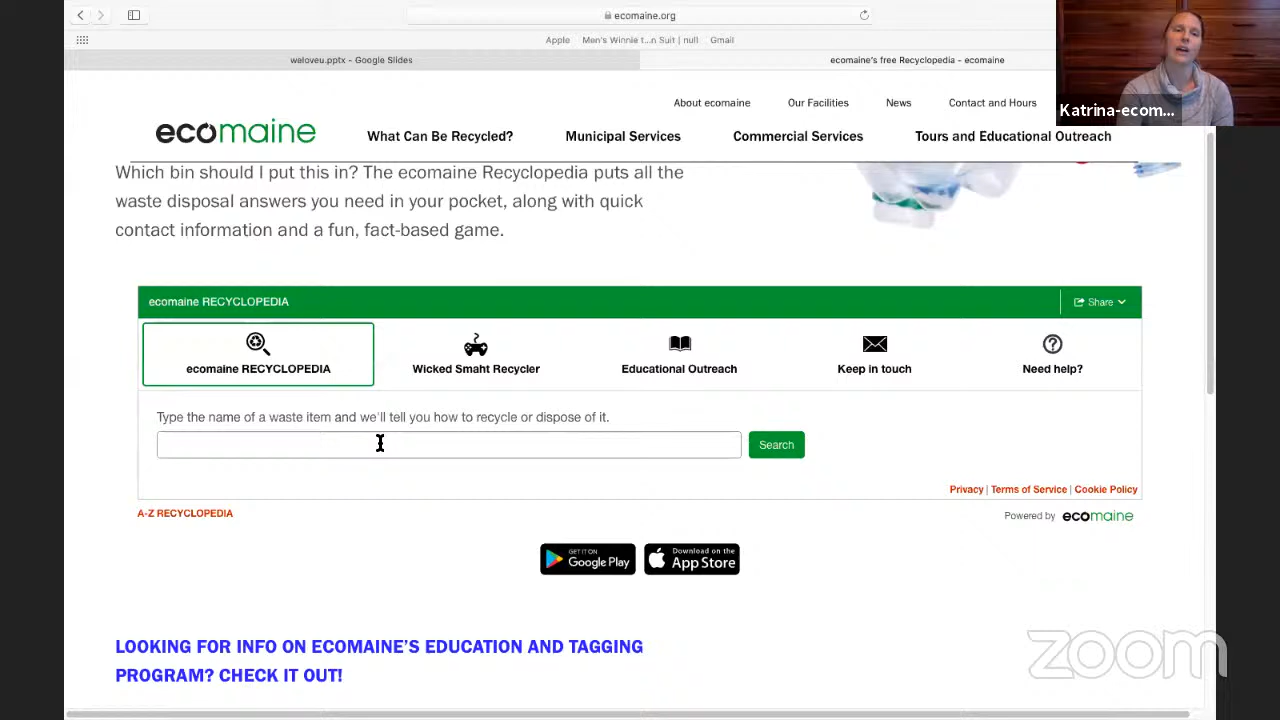 ecomaine.org
Apple Men's Winnie t...n Suit | null Gmail
waloveu.pptx - Google Slides
ecomaine's free Recyclopedia - ecomaine
Katrina-ecom...
About ecomaine Our Facilities News Contact and Hours
ecomaine What Can Be Recycled? Municipal Services Commercial Services Tours and Educational Outreach
Which bin should I put this in? The ecomaine Recyclopedia puts all the
waste disposal answers you need in your pocket, along with quick
contact information and a fun, fact-based game.
ecomaine RECYCLOPEDIA Share
ecomaine RECYCLOPEDIA Wicked Smaht Recycler Educational Outreach Keep in touch Need help?
Type the name of a waste item and we'll tell you how to recycle or dispose of it.
Search
Privacy | Terms of Service | Cookie Policy
A-Z RECYCLOPEDIA
Powered by ecomaine
GET IT ON
Google Play
Download on the
App Store
LOOKING FOR INFO ON ECOMAINE'S EDUCATION AND TAGGING
PROGRAM? CHECK IT OUT!
zoom